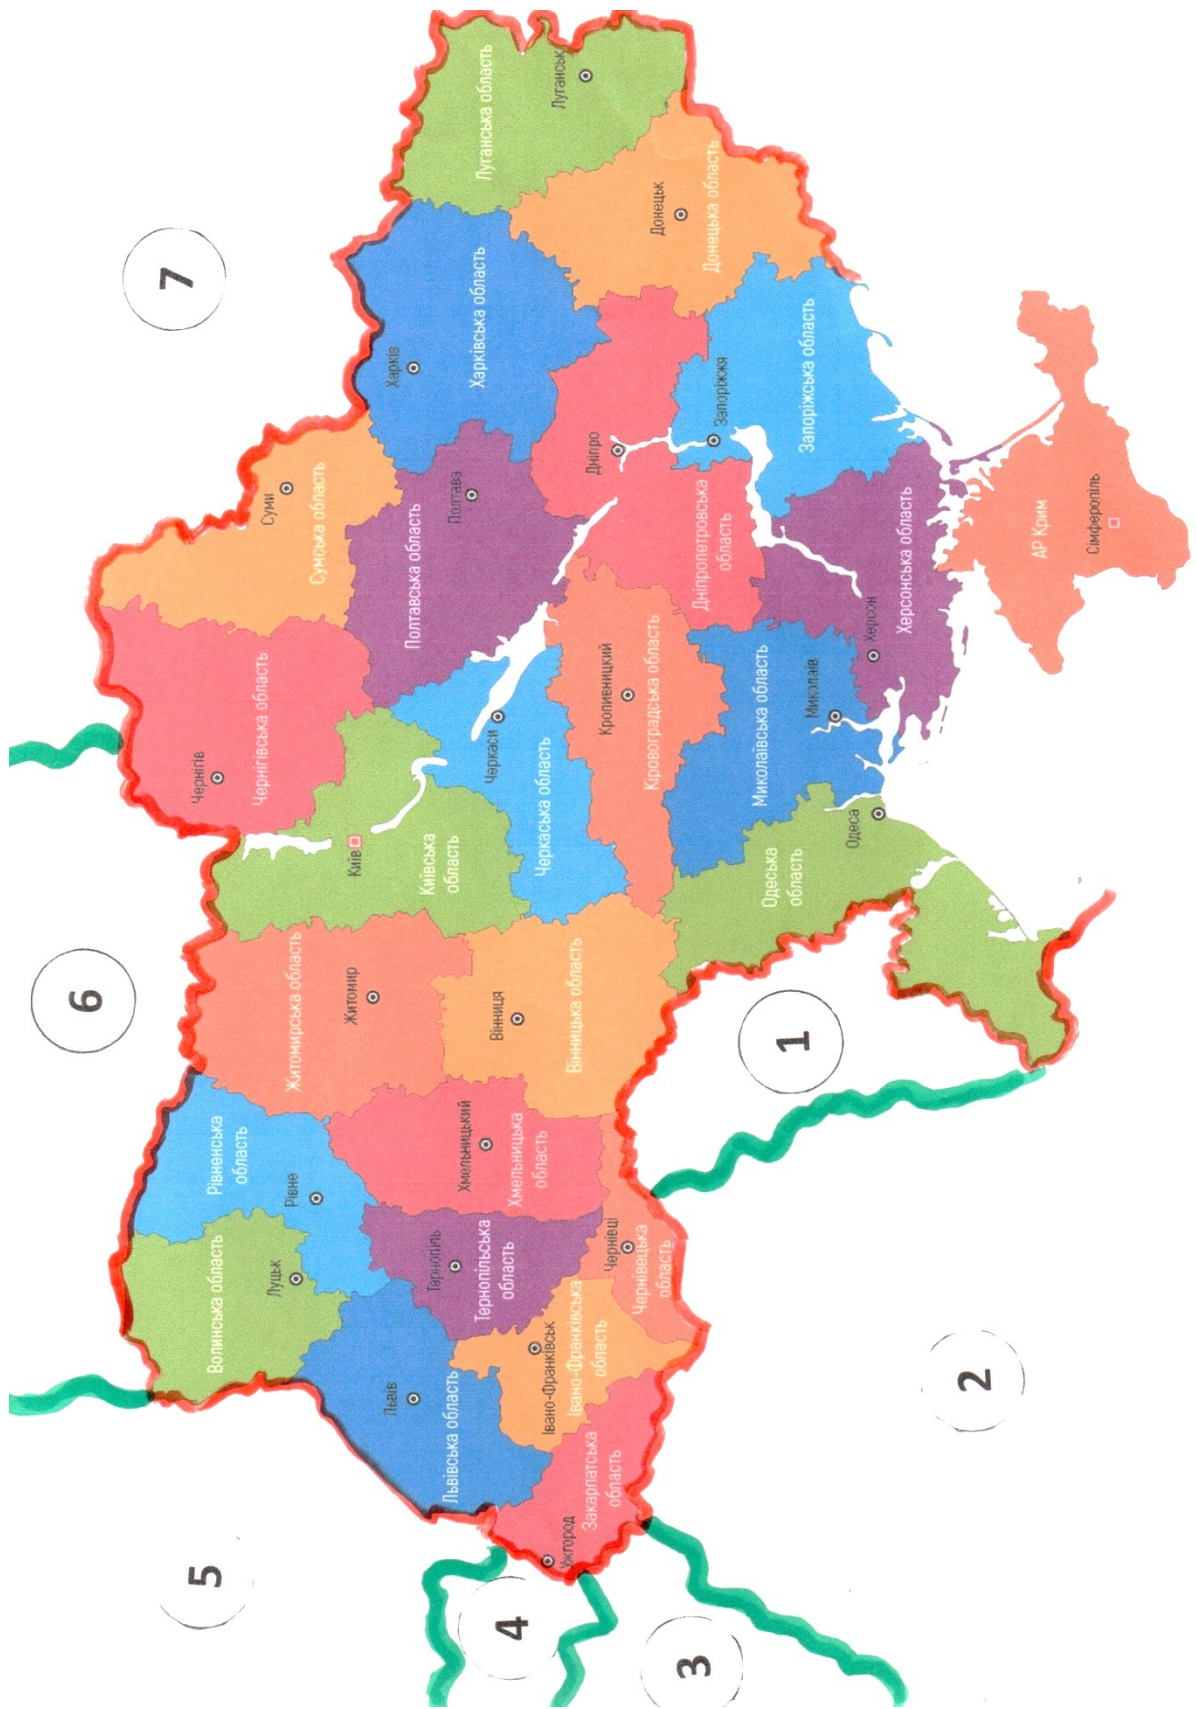 7
6
5
4
3
2
1
Волинська область
Луцьк
Рівненська
область
Рівне
Житомирська область
Житомир
Київська
область
Київ
Чернігівська область
Чернігів
Сумська область
Суми
Харківська область
Харків
Луганська область
Луганськ
Донецька область
Донецьк
Полтавська область
Полтава
Черкаська область
Черкаси
Вінницька область
Вінниця
Хмельницька
область
Хмельницький
Тернопільська
область
Тернопіль
Львівська область
Львів
Івано-Франківська
область
Івано-Франківськ
Закарпатська
область
Ужгород
Чернівецька
область
Чернівці
Кіровоградська область
Кропивницкий
Дніпропетровська
область
Дніпро
Запоріжська область
Запоріжжя
Миколаївська область
Миколаїв
Одеська
область
Одеса
Херсонська область
Херсон
АР Крим
Сімферопіль